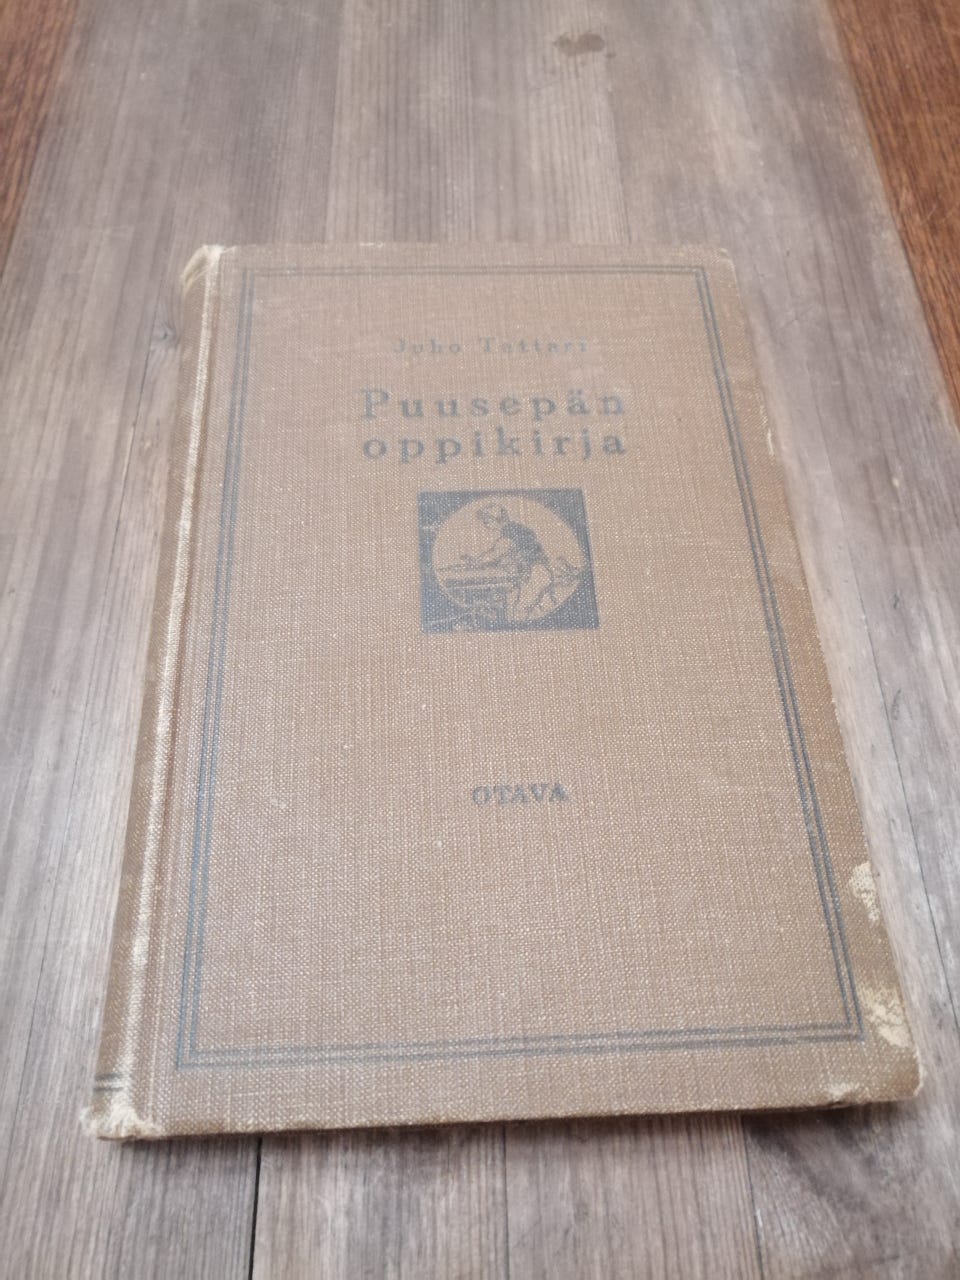 Juho Tattari
Puusepän
oppikirja
OTAVA